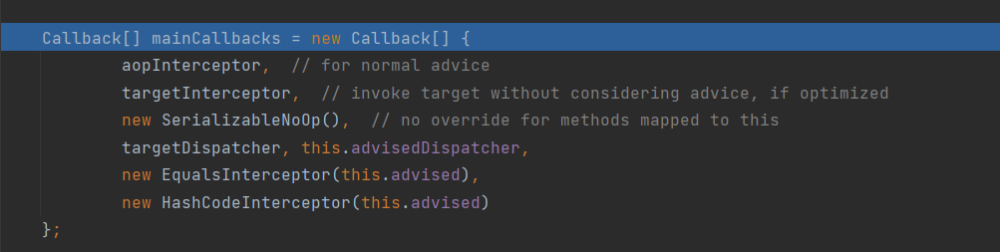 Callback[] mainCallbacks = new Callback[] {
aopInterceptor,  // for normal advice
targetInterceptor,  // invoke target without considering advice, if optimized
new SerializableNoOp(),  // no override for methods mapped to this
targetDispatcher, this.advisedDispatcher,
new EqualsInterceptor(this.advised),
new HashCodeInterceptor(this.advised)
};